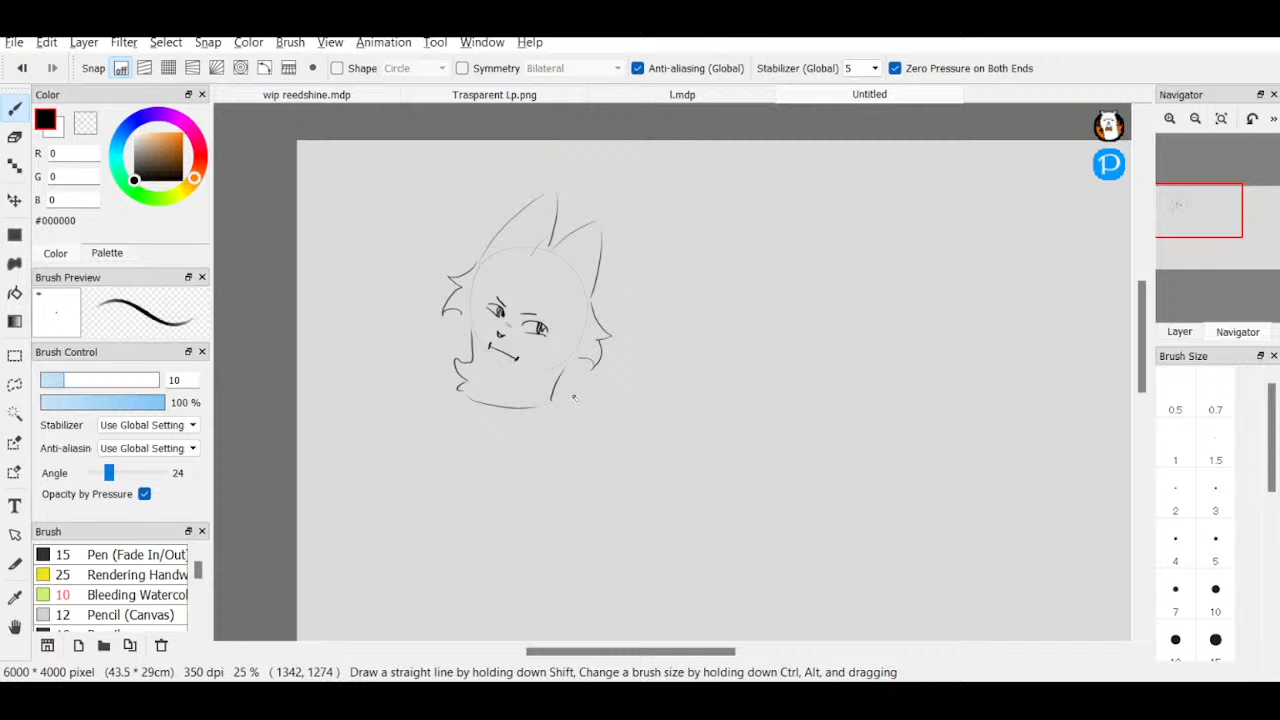 File Edit Layer Filter Select Snap Color Brush View Animation Tool Window Help
Snap off Shape Circle Symmetry Bilateral Anti-aliasing (Global) Stabilizer (Global) 5 Zero Pressure on Both Ends
Color
wip reedshine.mdp Trasparent Lp.png l.mdp Untitled
Navigator
R 0
G 0
B 0
#000000
Color Palette
Brush Preview
Brush Control
10
100 %
Stabilizer Use Global Setting
Anti-aliasin Use Global Setting
Angle 24
Opacity by Pressure
Brush
15 Pen (Fade In/Out)
25 Rendering Handw
10 Bleeding Watercol
12 Pencil (Canvas)
P
»
Layer Navigator
Brush Size
0.5 0.7
1 1.5
2 3
4 5
7 10
6000 * 4000 pixel (43.5 * 29cm) 350 dpi 25 % ( 1342, 1274 ) Draw a straight line by holding down Shift, Change a brush size by holding down Ctrl, Alt, and dragging